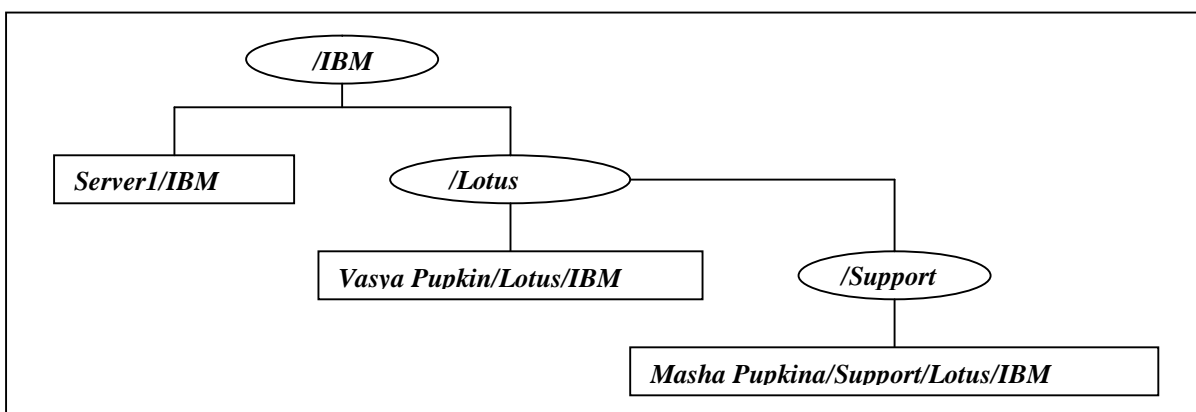 /IBM
Server1/IBM
/Lotus
Vasya Pupkin/Lotus/IBM
/Support
Masha Pupkina/Support/Lotus/IBM